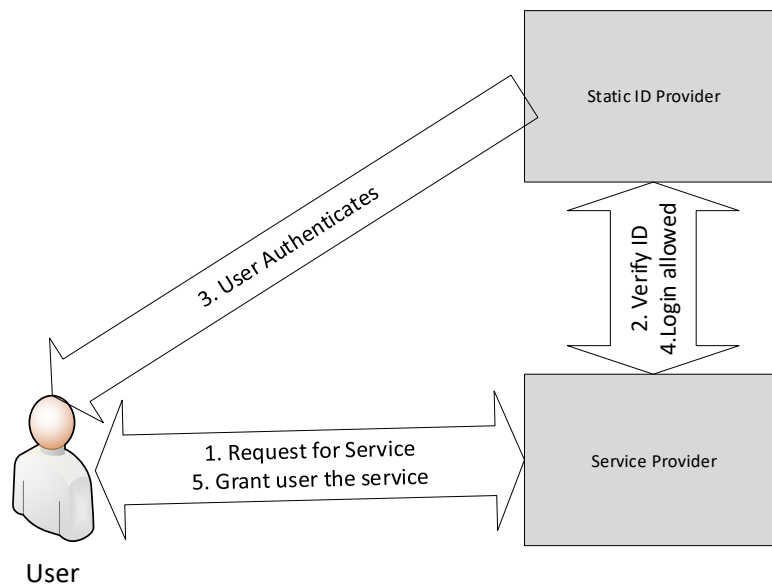 Static ID Provider
3. User Authenticates
2. Verify ID
4.Login allowed
1. Request for Service
5. Grant user the service
Service Provider
User